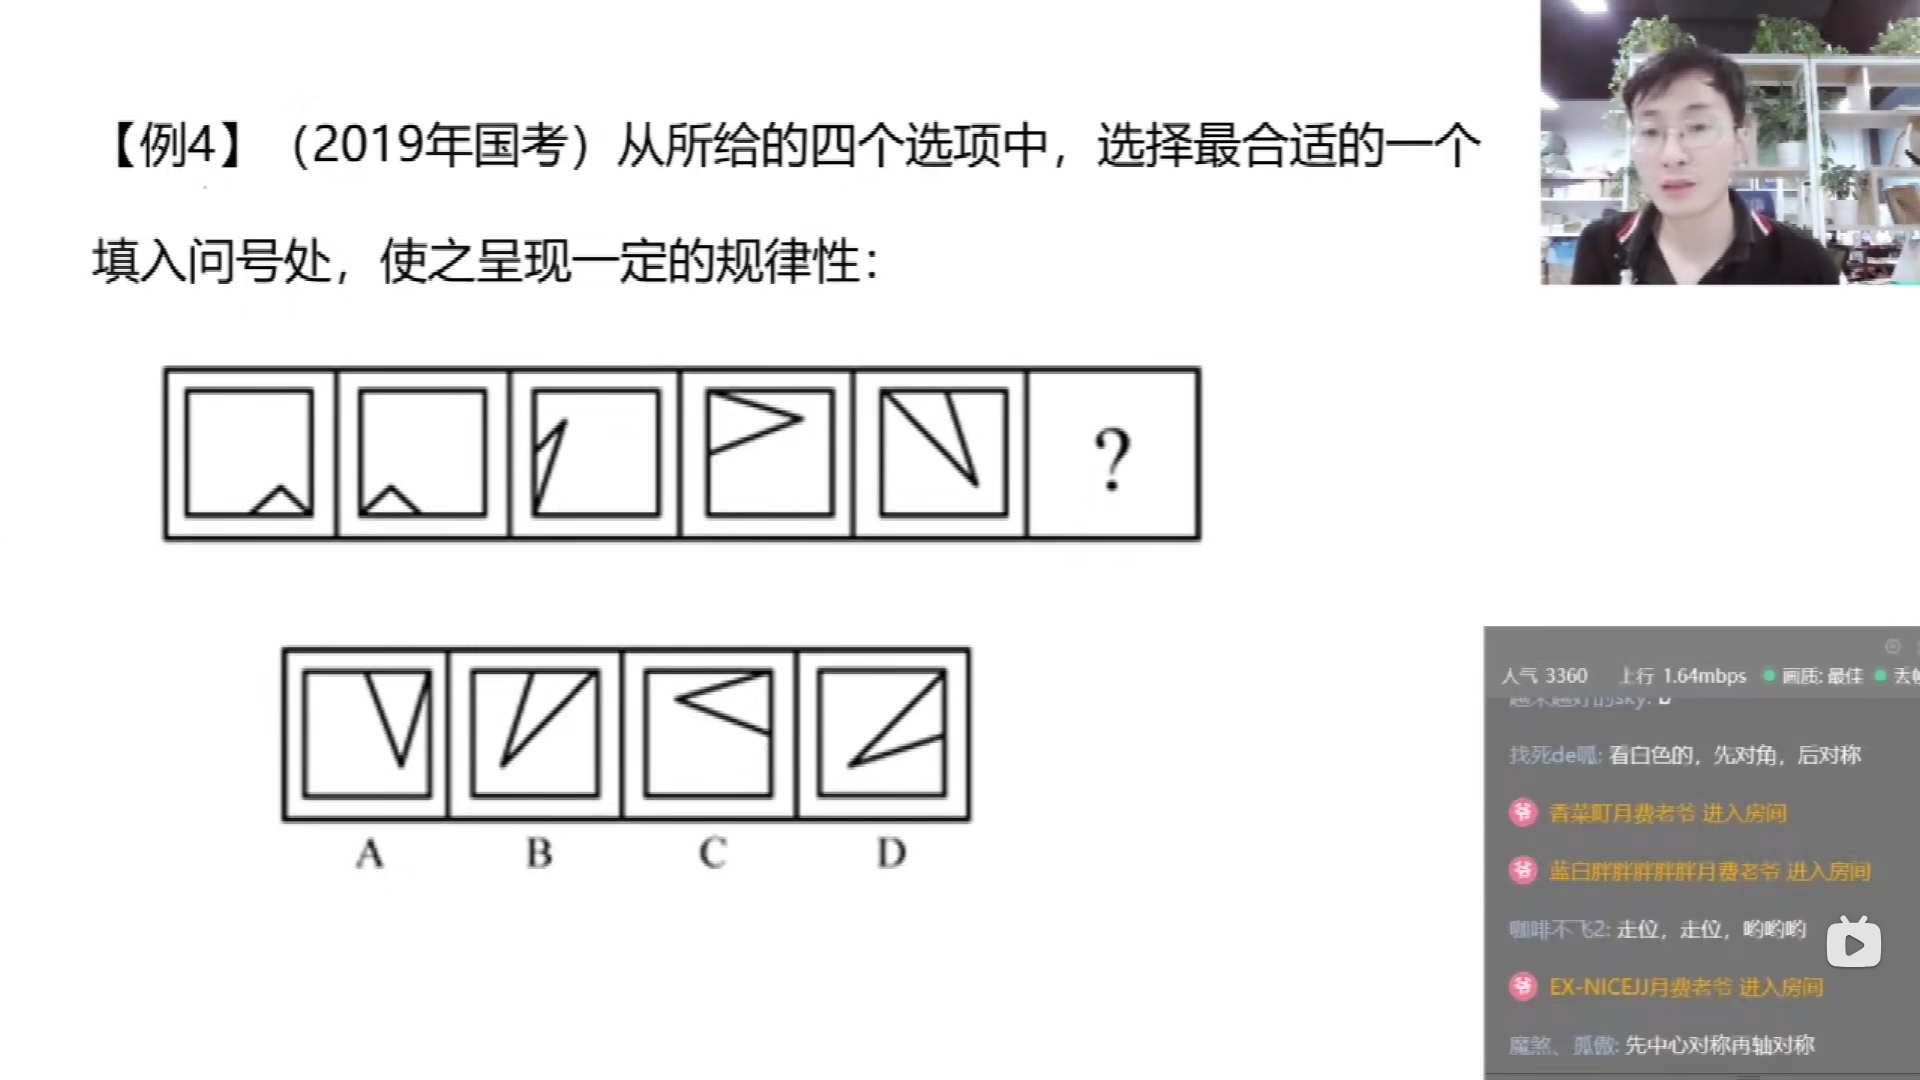 【例4】（2019年国考）从所给的四个选项中，选择最合适的一个
填入问号处，使之呈现一定的规律性：
?
A B C D
人气 3360 上行 1.64mbps 画质: 最佳
找死de呱: 看白色的，先对角，后对称
爷 香菜町月费老爷 进入房间
爷 蓝白胖胖胖胖胖月费老爷 进入房间
咖啡不飞2: 走位，走位，哟哟哟
爷 EX-NICEJJ月费老爷 进入房间
魔煞、孤傲: 先中心对称再轴对称